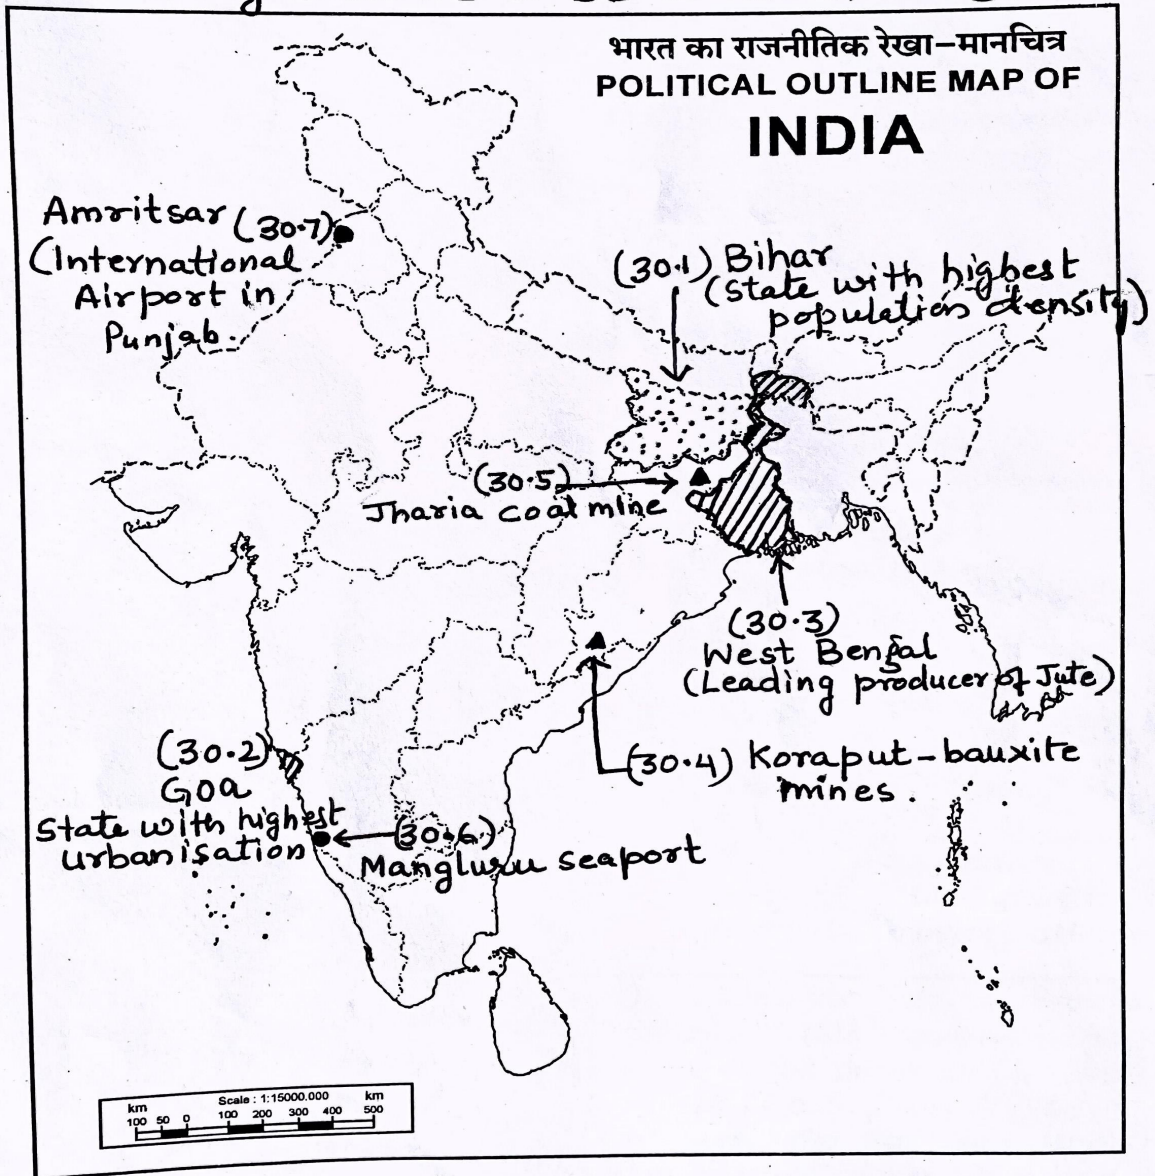 भारत का राजनीतिक रेखा-मानचित्र
POLITICAL OUTLINE MAP OF
INDIA
Amritsar (30.7)
(International
Airport in
Punjab.
(30.1) Bihar
(State with highest
population density)
(30.5)
Jharia coal mine
(30.3)
West Bengal
(Leading producer of Jute)
(30.2)
Goa
State with highest
urbanisation
(30.4) Koraput - bauxite
mines.
(30.6)
Mangluru seaport
Scale : 1:15000.000
km km
100 50 0 100 200 300 400 500